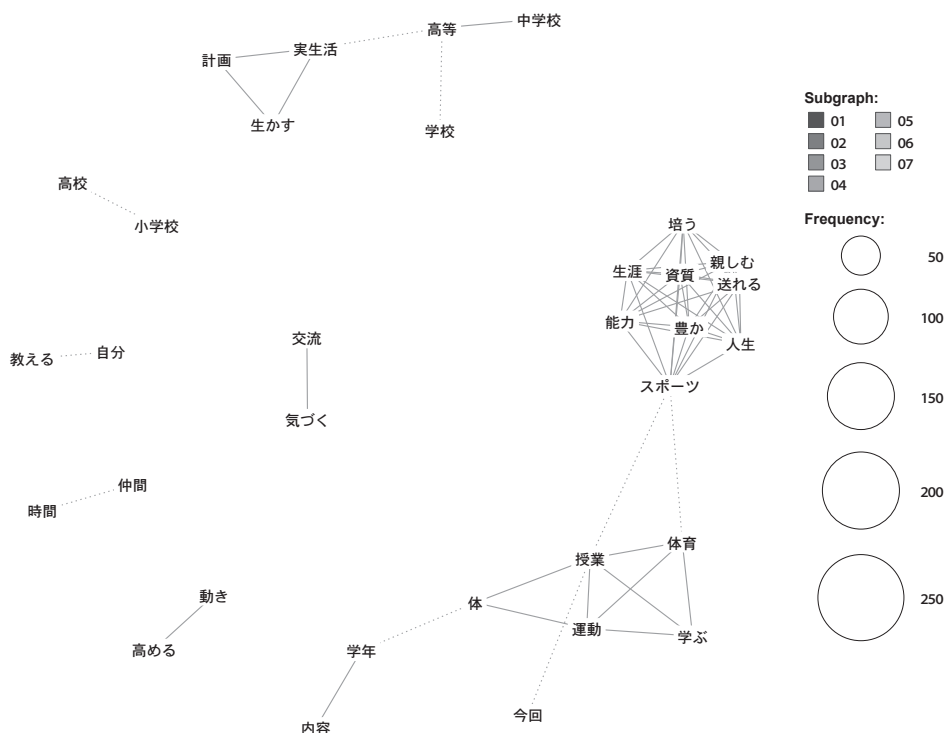 中学校
高等
実生活
計画
生かす
学校
高校
小学校
教える
自分
交流
気づく
時間
仲間
動き
高める
培う
生涯
資質
親しむ
送れる
能力
豊か
人生
スポーツ
体育
授業
体
運動
学ぶ
学年
内容
今回
Subgraph:
01 05
02 06
03 07
04
Frequency:
50
100
150
200
250